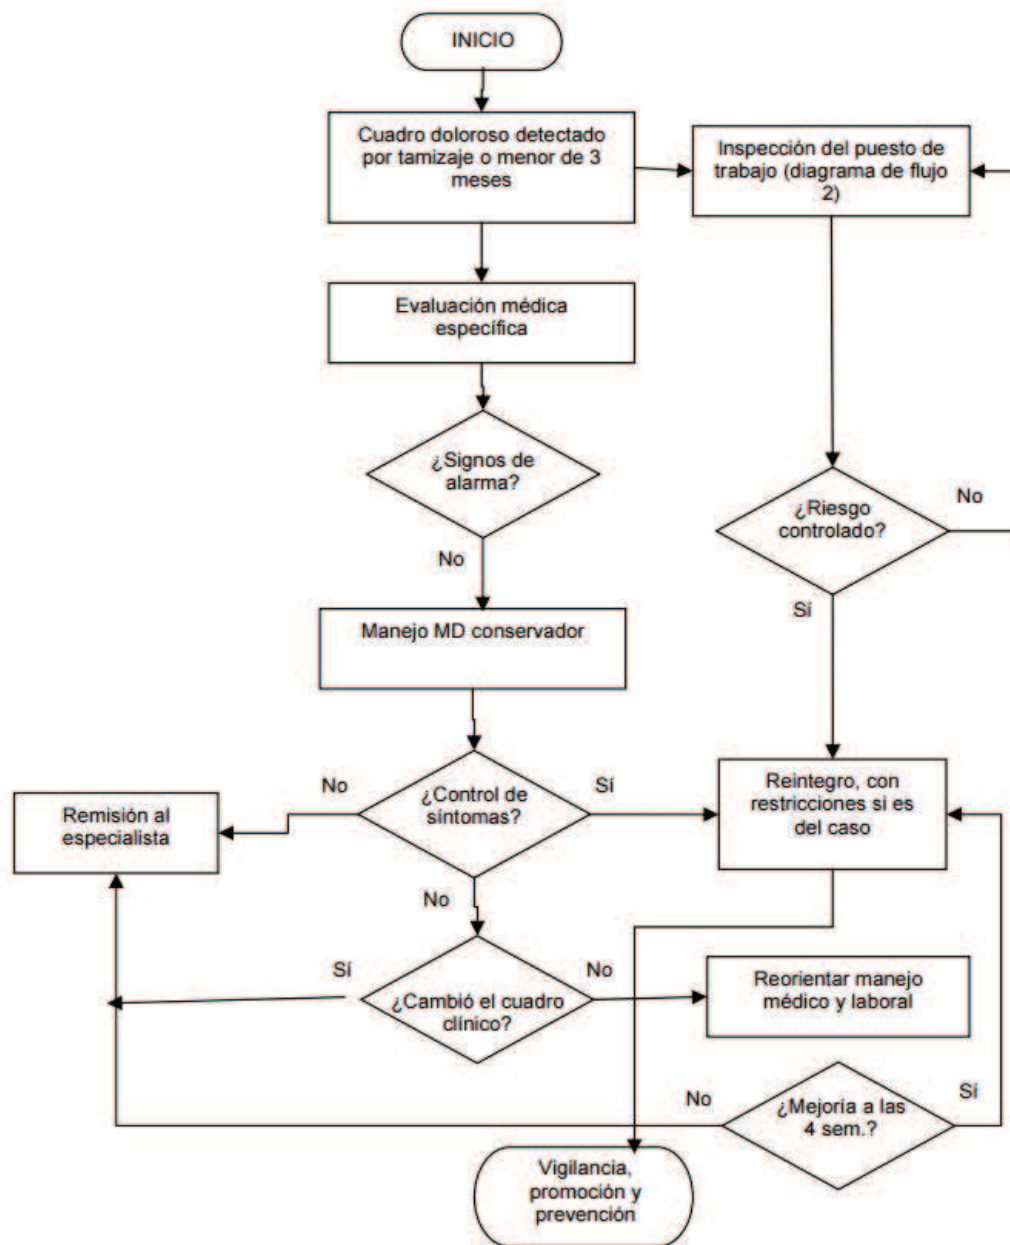 INICIO
Cuadro doloroso detectado
por tamizaje o menor de 3
meses
Inspección del puesto de
trabajo (diagrama de flujo
2)
Evaluación médica
específica
¿Signos de
alarma?
No
¿Riesgo
controlado?
No
Sí
Manejo MD conservador
No
¿Control de
síntomas?
Sí
Remisión al
especialista
Reintegro, con
restricciones si es
del caso
No
Sí
¿Cambió el cuadro
clínico?
No
Reorientar manejo
médico y laboral
No
¿Mejoría a las
4 sem.?
Sí
Vigilancia,
promoción y
prevención